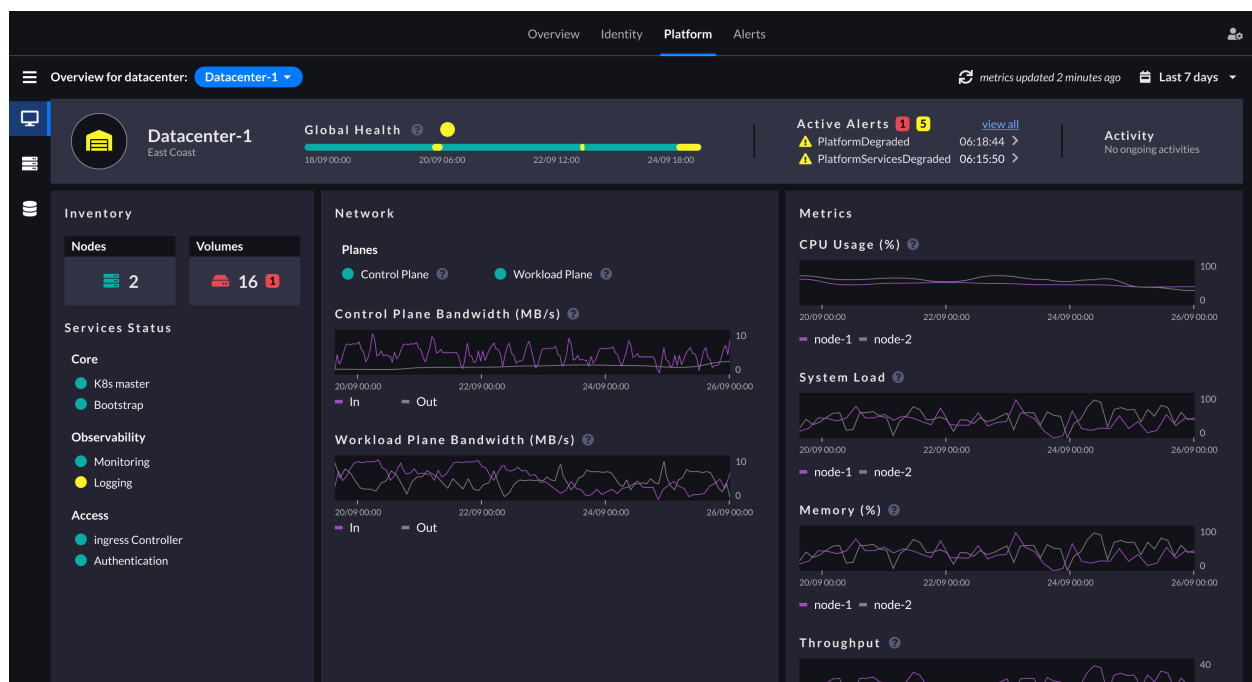 Overview Identity Platform Alerts
Overview for datacenter: Datacenter-1 metrics updated 2 minutes ago Last 7 days
Datacenter-1
East Coast
Global Health ?
18/09 00:00 20/09 06:00 22/09 12:00 24/09 18:00
Active Alerts 1 5 view all
PlatformDegraded 06:18:44
PlatformServicesDegraded 06:15:50
Activity
No ongoing activities
Inventory
Nodes Volumes
2 16 1
Services Status
Core
K8s master
Bootstrap
Observability
Monitoring
Logging
Access
ingress Controller
Authentication
Network
Planes
Control Plane ? Workload Plane ?
Control Plane Bandwidth (MB/s) ?
10
0
20/09 00:00 22/09 00:00 24/09 00:00 26/09 00:00
In Out
Workload Plane Bandwidth (MB/s) ?
10
0
20/09 00:00 22/09 00:00 24/09 00:00 26/09 00:00
In Out
Metrics
CPU Usage (%) ?
100
0
20/09 00:00 22/09 00:00 24/09 00:00 26/09 00:00
node-1 node-2
System Load ?
100
0
20/09 00:00 22/09 00:00 24/09 00:00 26/09 00:00
node-1 node-2
Memory (%) ?
100
0
20/09 00:00 22/09 00:00 24/09 00:00 26/09 00:00
node-1 node-2
Throughput ?
40